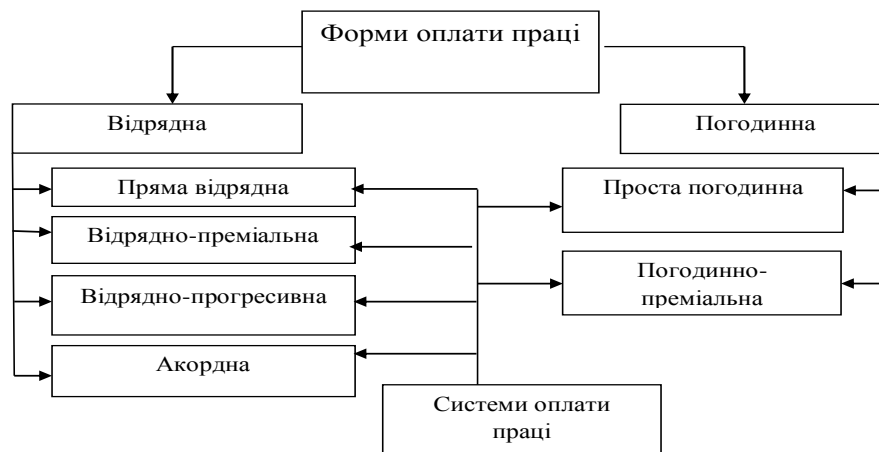 Форми оплати праці
Відрядна
Погодинна
Пряма відрядна
Проста погодинна
Відрядно-преміальна
Погодинно-
преміальна
Відрядно-прогресивна
Акордна
Системи оплати
праці